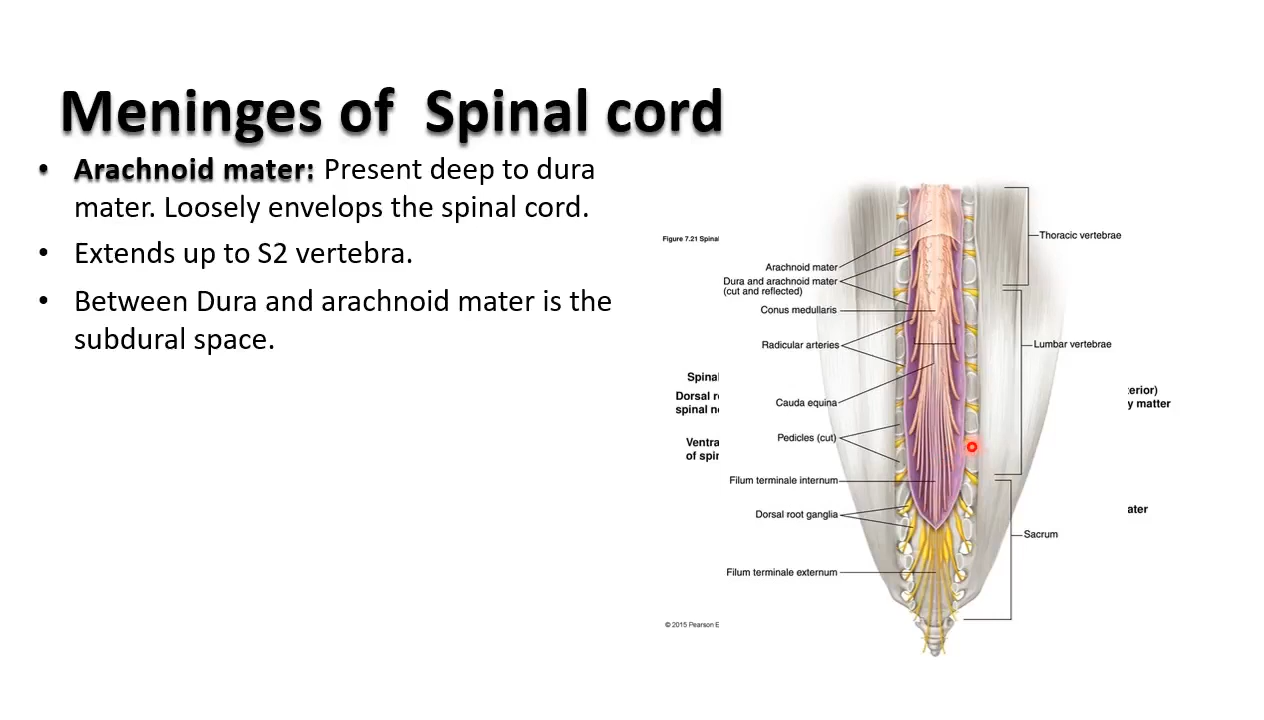 Meninges of Spinal cord
• Arachnoid mater: Present deep to dura
mater. Loosely envelops the spinal cord.
• Extends up to S2 vertebra.
• Between Dura and arachnoid mater is the
subdural space.
Figure 7.21 Spinal
Arachnoid mater
Dura and arachnoid mater
(cut and reflected)
Conus medullaris
Radicular arteries
Cauda equina
Pedicles (cut)
Filum terminale internum
Dorsal root ganglia
Filum terminale externum
Thoracic vertebrae
Lumbar vertebrae
Sacrum
Spinal
Dorsal r
spinal n
Ventra
of spin
terior)
y matter
ater
© 2015 Pearson E